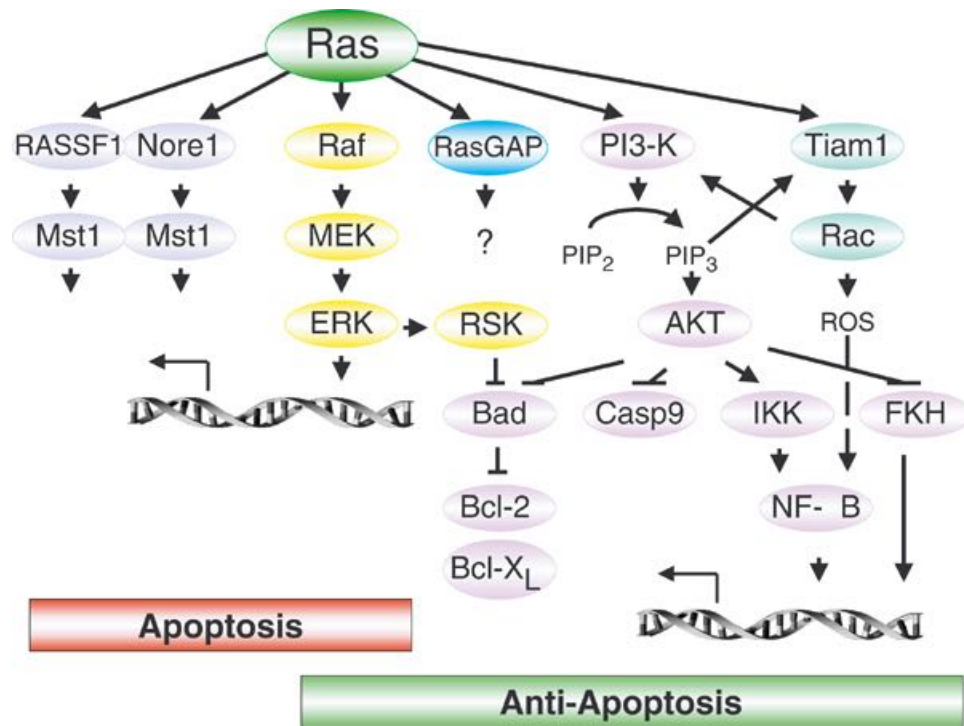 Ras
RASSF1 Nore1 Raf RasGAP PI3-K Tiam1
Mst1 Mst1 MEK ? PIP2 PIP3 Rac
ERK RSK AKT ROS
Bad Casp9 IKK FKH
Bcl-2 NF- B
Bcl-XL
Apoptosis
Anti-Apoptosis